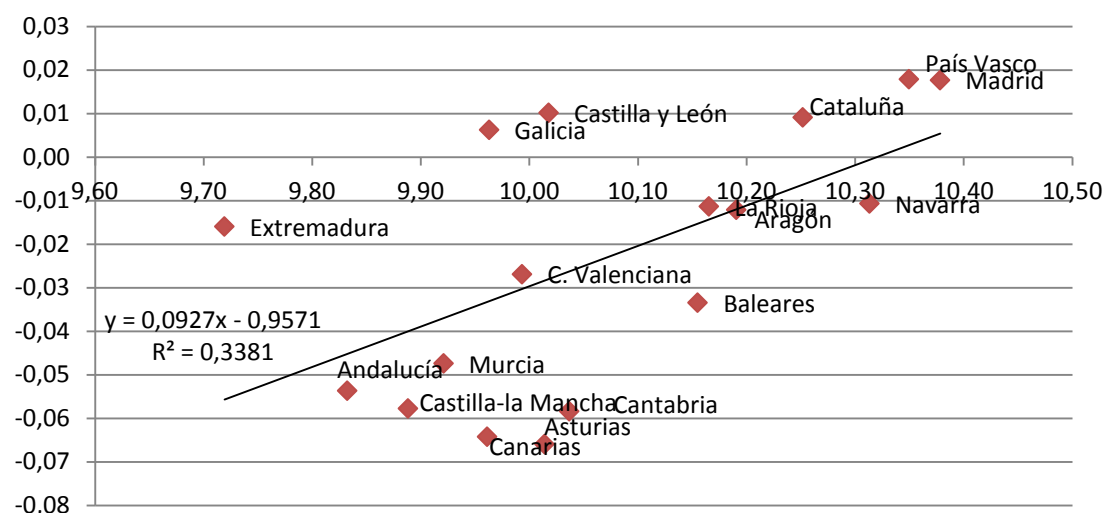 0,03
0,02
0,01
0,00
-0,01
-0,02
-0,03
-0,04
-0,05
-0,06
-0,07
-0,08
9,60 9,70 9,80 9,90 10,00 10,10 10,20 10,30 10,40 10,50
País Vasco
Madrid
Cataluña
Castilla y León
Galicia
La Rioja
Navarra
Aragón
Extremadura
C. Valenciana
Baleares
y = 0,0927x - 0,9571
R² = 0,3381
Murcia
Andalucía
Castilla-la Mancha
Cantabria
Asturias
Canarias